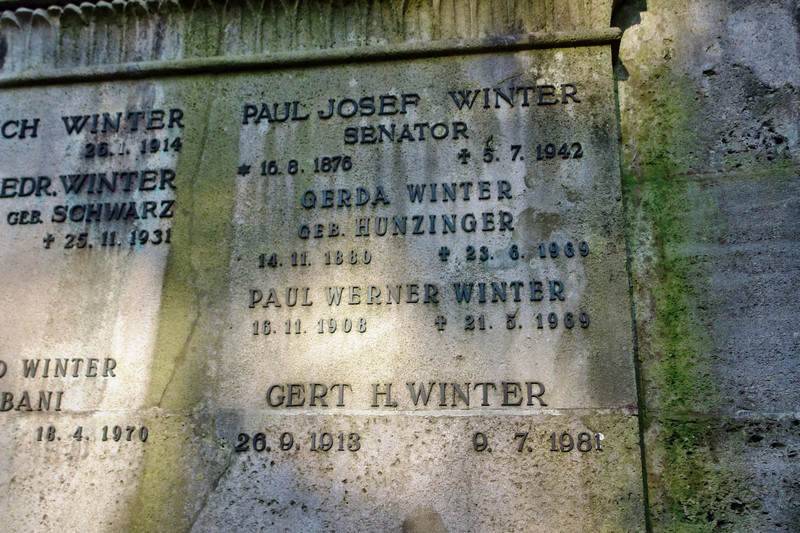 CH WINTER
26. 1. 1914
EDR. WINTER
GEB. SCHWARZ
✝ 25. 11. 1931
D WINTER
BANI
18. 4. 1970
PAUL JOSEF WINTER
SENATOR
* 16. 8. 1876 ✝ 5. 7. 1942
GERDA WINTER
GEB. HUNZINGER
14. 11. 1880 ✝ 23. 6. 1969
PAUL WERNER WINTER
16. 11. 1908 ✝ 21. 5. 1969
GERT H. WINTER
26. 9. 1913 9. 7. 1981